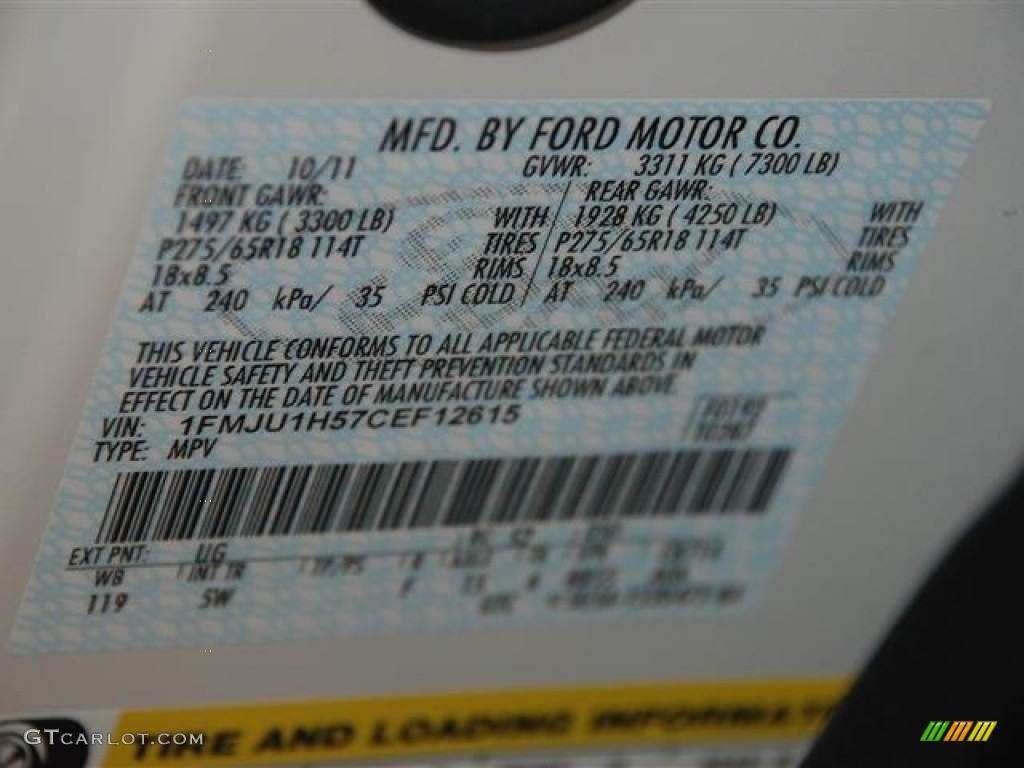 MFD. BY FORD MOTOR CO.
DATE: 10/11 GVWR: 3311 KG ( 7300 LB)
FRONT GAWR: REAR GAWR:
1497 KG ( 3300 LB) WITH 1928 KG ( 4250 LB) WITH
P275/65R18 114T TIRES P275/65R18 114T TIRES
18x8.5 RIMS 18x8.5 RIMS
AT 240 kPa/ 35 PSI COLD AT 240 kPa/ 35 PSI COLD
THIS VEHICLE CONFORMS TO ALL APPLICABLE FEDERAL MOTOR
VEHICLE SAFETY AND THEFT PREVENTION STANDARDS IN
EFFECT ON THE DATE OF MANUFACTURE SHOWN ABOVE
VIN: 1FMJU1H57CEF12615
TYPE: MPV
EXT PNT: UG
WB INT TR
119 5W
AND LOADING
GTCARLOT.COM